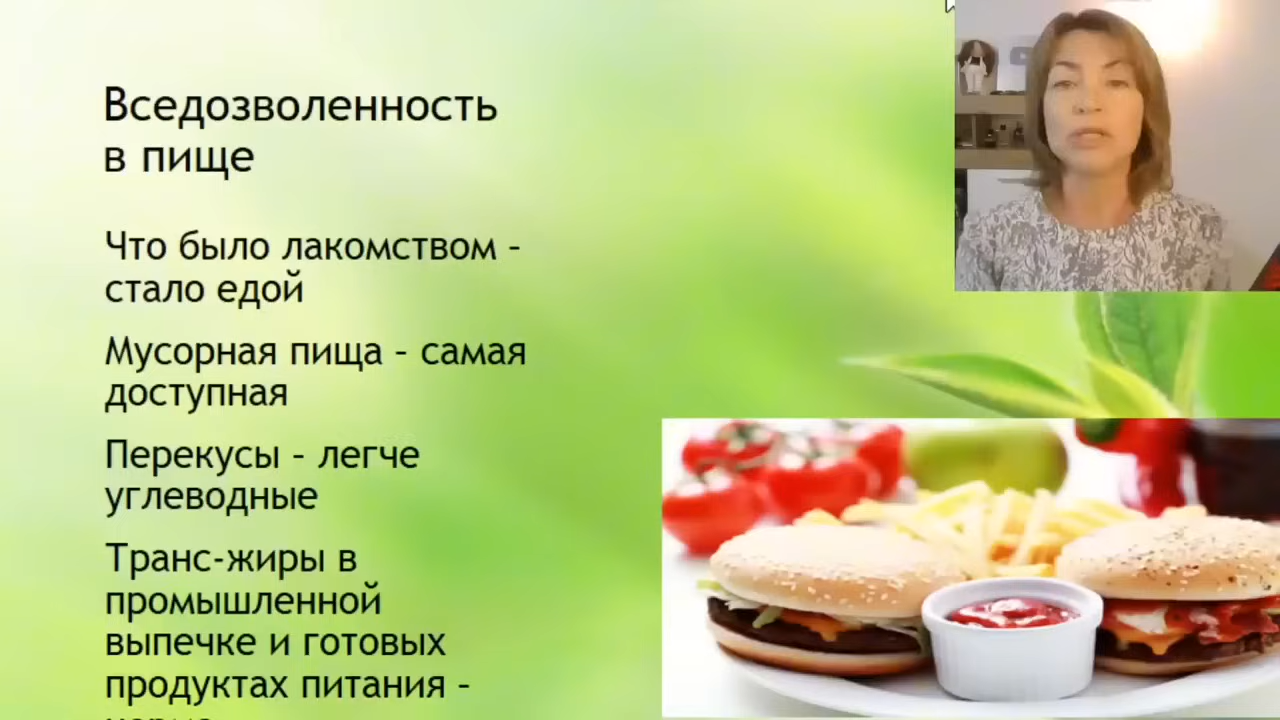 Вседозволенность
в пище
Что было лакомством –
стало едой
Мусорная пища – самая
доступная
Перекусы – легче
углеводные
Транс-жиры в
промышленной
выпечке и готовых
продуктах питания –